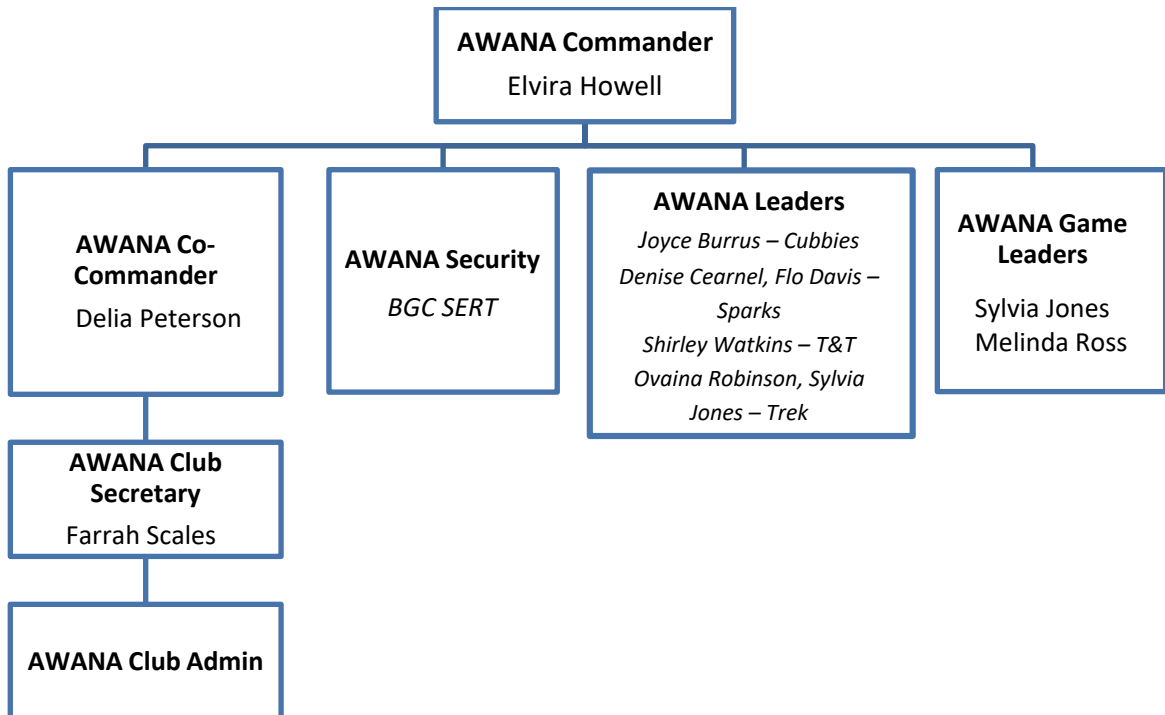 AWANA Commander
Elvira Howell
AWANA Co-
Commander
Delia Peterson
AWANA Security
BGC SERT
AWANA Leaders
Joyce Burrus – Cubbies
Denise Cearnel, Flo Davis –
Sparks
Shirley Watkins – T&T
Ovaina Robinson, Sylvia
Jones – Trek
AWANA Game
Leaders
Sylvia Jones
Melinda Ross
AWANA Club
Secretary
Farrah Scales
AWANA Club Admin